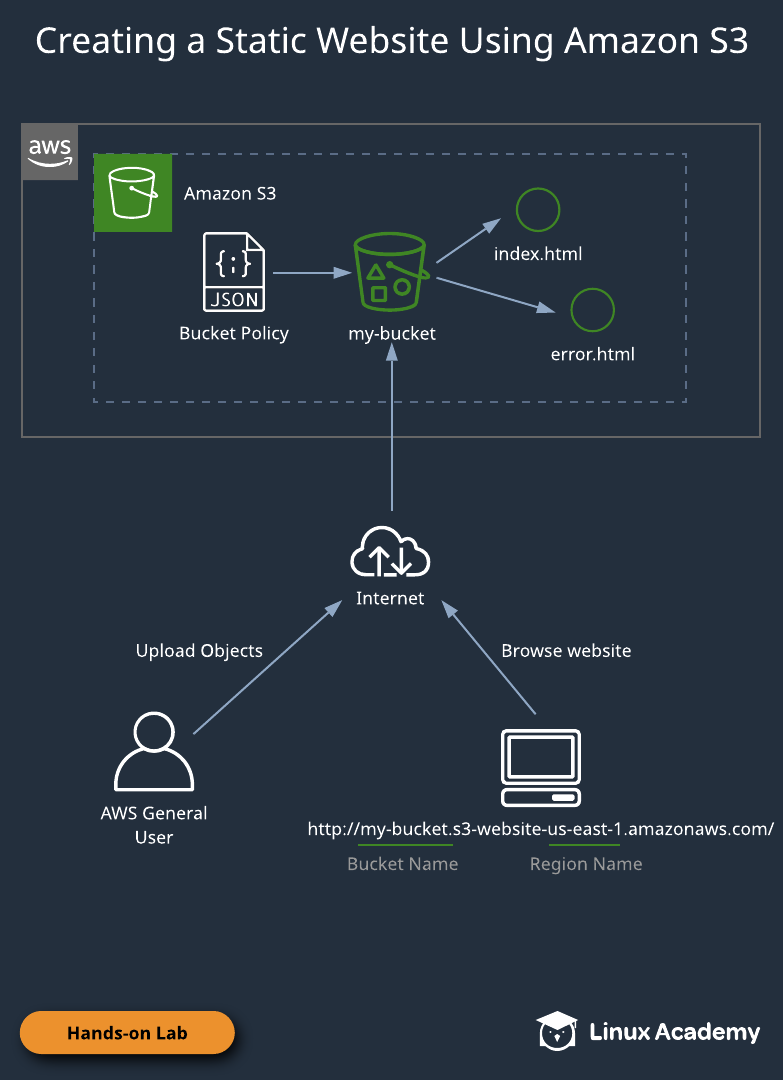 Creating a Static Website Using Amazon S3
aws
Amazon S3
{;}
JSON
Bucket Policy
my-bucket
index.html
error.html
Internet
Upload Objects
Browse website
AWS General
User
http://my-bucket.s3-website-us-east-1.amazonaws.com/
Bucket Name
Region Name
Hands-on Lab
Linux Academy